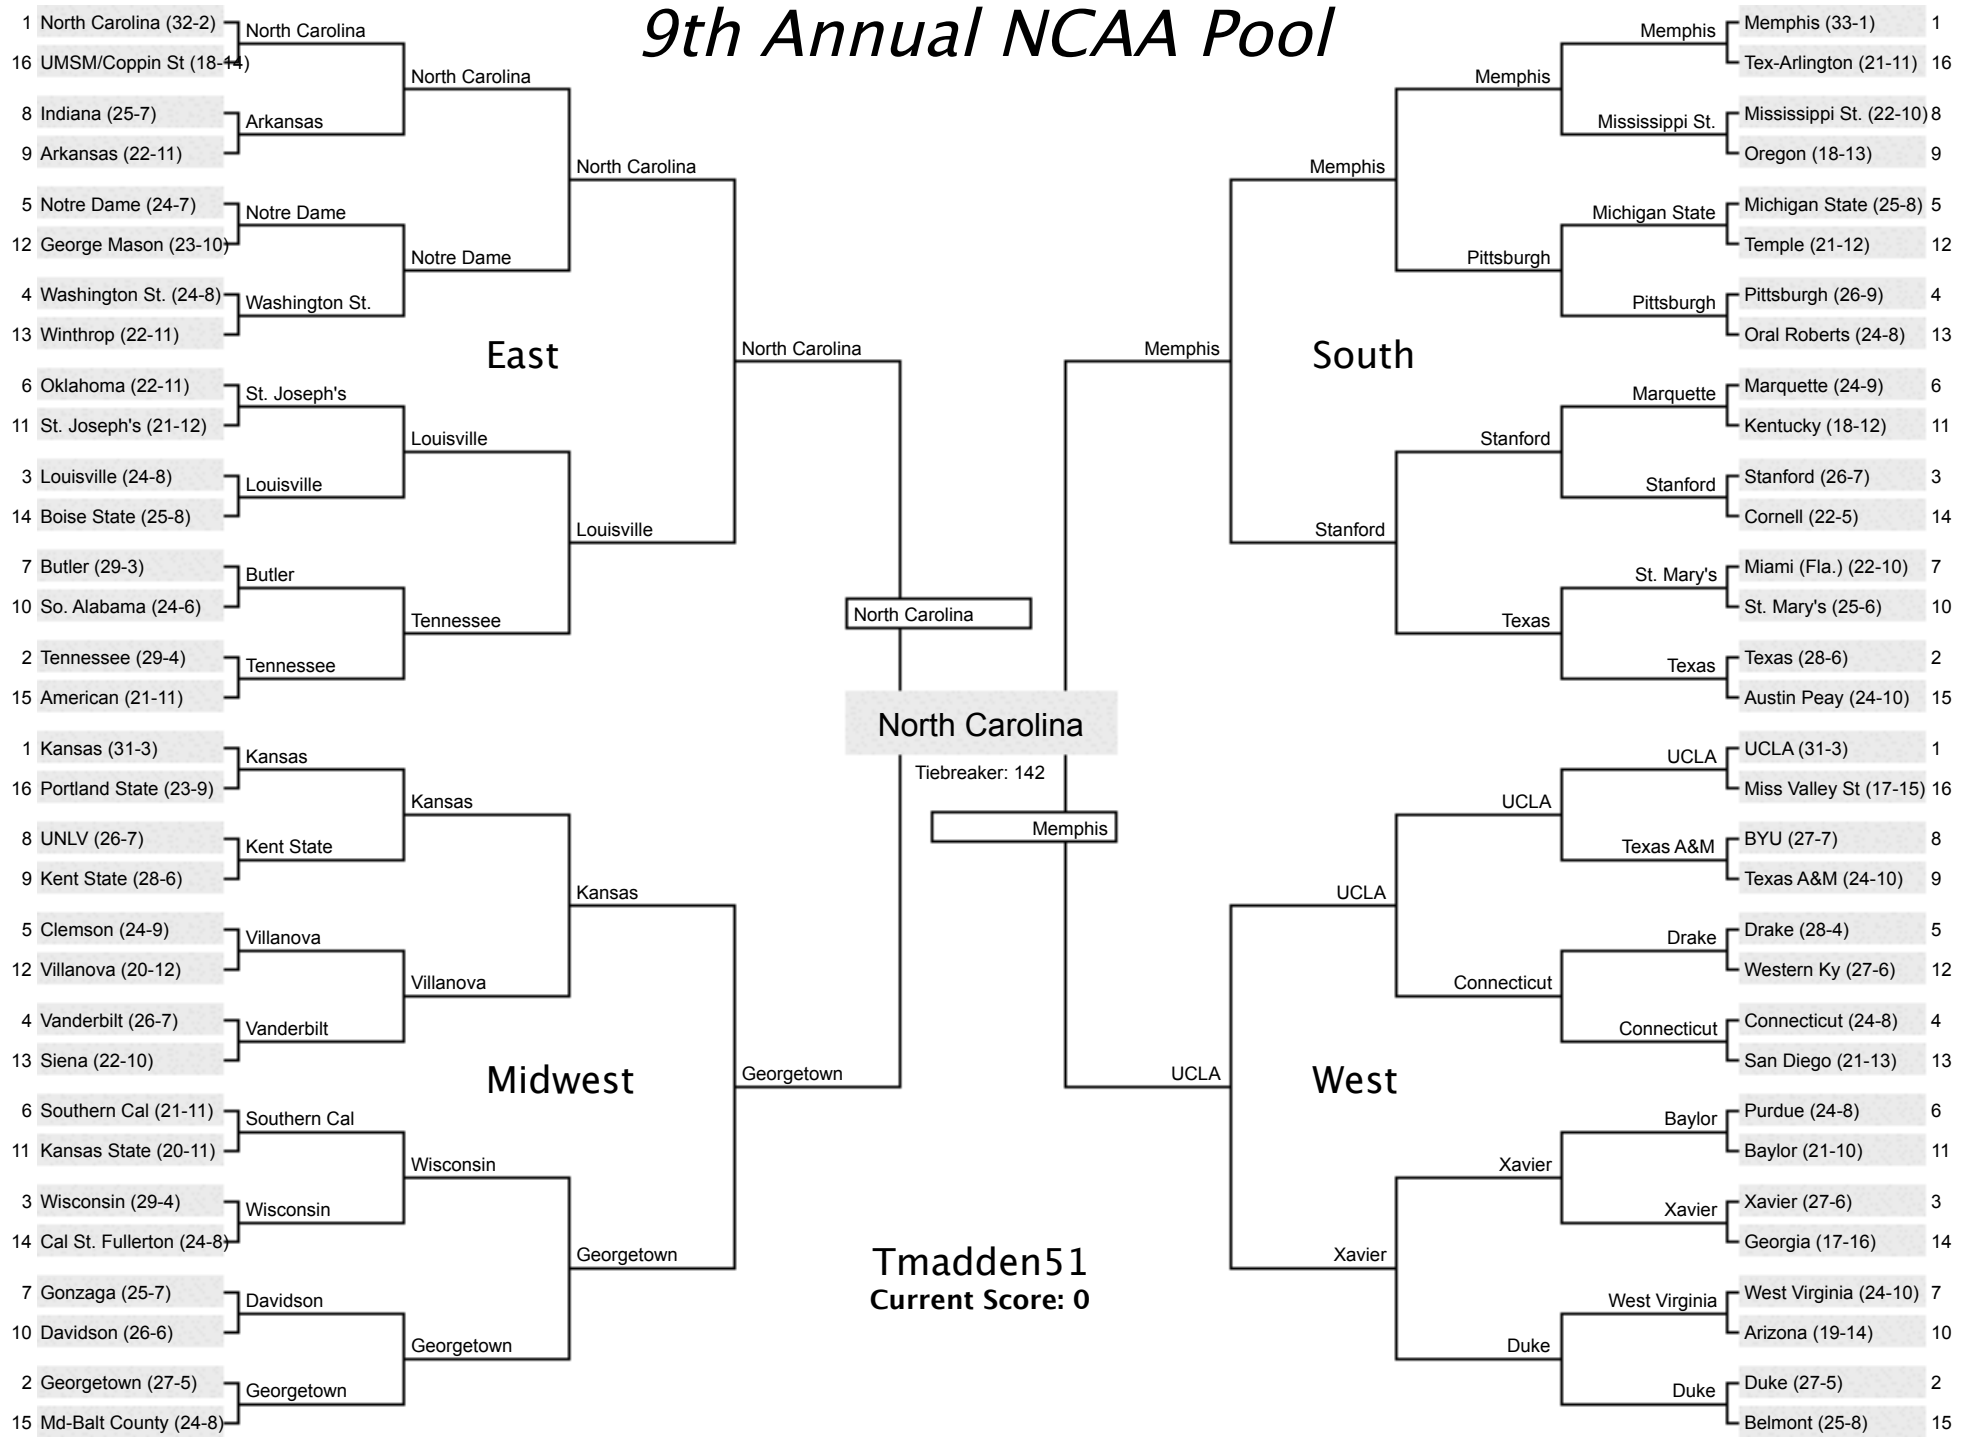 9th Annual NCAA Pool
1 North Carolina (32-2)
16 UMSM/Coppin St (18-14)
8 Indiana (25-7)
9 Arkansas (22-11)
5 Notre Dame (24-7)
12 George Mason (23-10)
4 Washington St. (24-8)
13 Winthrop (22-11)
6 Oklahoma (22-11)
11 St. Joseph's (21-12)
3 Louisville (24-8)
14 Boise State (25-8)
7 Butler (29-3)
10 So. Alabama (24-6)
2 Tennessee (29-4)
15 American (21-11)
North Carolina
Arkansas
Notre Dame
Washington St.
St. Joseph's
Louisville
Butler
Tennessee
North Carolina
Notre Dame
Louisville
Tennessee
North Carolina
Louisville
East
North Carolina
1 Kansas (31-3)
16 Portland State (23-9)
8 UNLV (26-7)
9 Kent State (28-6)
5 Clemson (24-9)
12 Villanova (20-12)
4 Vanderbilt (26-7)
13 Siena (22-10)
6 Southern Cal (21-11)
11 Kansas State (20-11)
3 Wisconsin (29-4)
14 Cal St. Fullerton (24-8)
7 Gonzaga (25-7)
10 Davidson (26-6)
2 Georgetown (27-5)
15 Md-Balt County (24-8)
Kansas
Kent State
Villanova
Vanderbilt
Southern Cal
Wisconsin
Davidson
Georgetown
Kansas
Villanova
Wisconsin
Georgetown
Kansas
Georgetown
Midwest
Georgetown
North Carolina
North Carolina
Tiebreaker: 142
Memphis
Tmadden51
Current Score: 0
Memphis
South
Memphis
Stanford
Memphis
Pittsburgh
Stanford
Texas
Memphis
Mississippi St.
Michigan State
Pittsburgh
Marquette
Stanford
St. Mary's
Texas
Memphis (33-1) 1
Tex-Arlington (21-11) 16
Mississippi St. (22-10) 8
Oregon (18-13) 9
Michigan State (25-8) 5
Temple (21-12) 12
Pittsburgh (26-9) 4
Oral Roberts (24-8) 13
Marquette (24-9) 6
Kentucky (18-12) 11
Stanford (26-7) 3
Cornell (22-5) 14
Miami (Fla.) (22-10) 7
St. Mary's (25-6) 10
Texas (28-6) 2
Austin Peay (24-10) 15
UCLA
West
UCLA
Xavier
UCLA
Connecticut
Xavier
Duke
UCLA
Texas A&M
Drake
Connecticut
Baylor
Xavier
West Virginia
Duke
UCLA (31-3) 1
Miss Valley St (17-15) 16
BYU (27-7) 8
Texas A&M (24-10) 9
Drake (28-4) 5
Western Ky (27-6) 12
Connecticut (24-8) 4
San Diego (21-13) 13
Purdue (24-8) 6
Baylor (21-10) 11
Xavier (27-6) 3
Georgia (17-16) 14
West Virginia (24-10) 7
Arizona (19-14) 10
Duke (27-5) 2
Belmont (25-8) 15